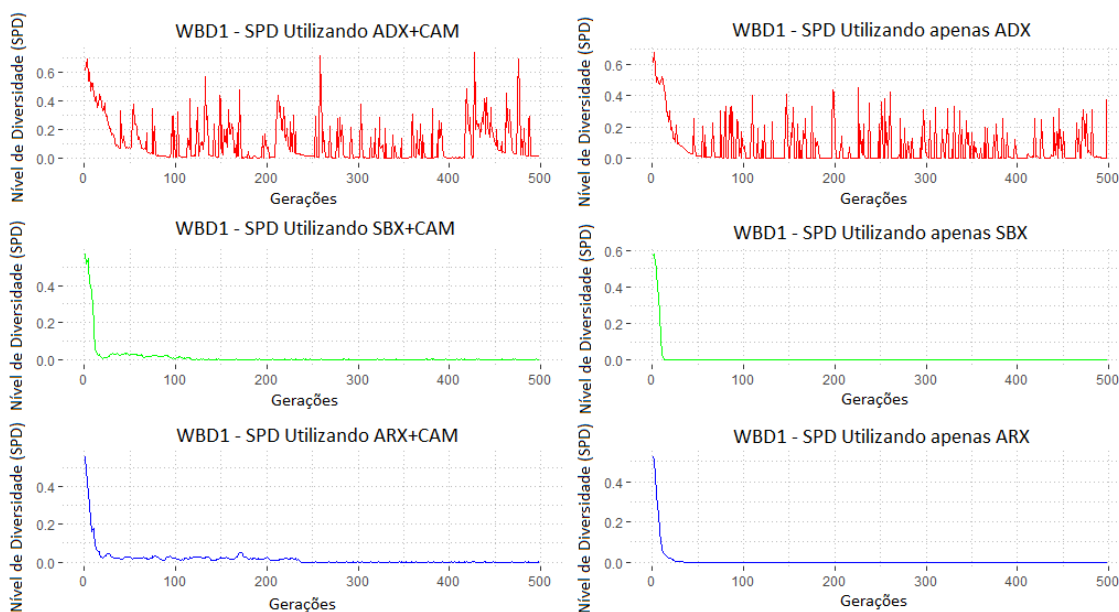 WBD1 - SPD Utilizando ADX+CAM
Nível de Diversidade (SPD)
0.6
0.4
0.2
0.0
0 100 200 300 400 500
Gerações
WBD1 - SPD Utilizando apenas ADX
Nível de Diversidade (SPD)
0.6
0.4
0.2
0.0
0 100 200 300 400 500
Gerações
WBD1 - SPD Utilizando SBX+CAM
Nível de Diversidade (SPD)
0.4
0.2
0.0
0 100 200 300 400 500
Gerações
WBD1 - SPD Utilizando apenas SBX
Nível de Diversidade (SPD)
0.6
0.4
0.2
0.0
0 100 200 300 400 500
Gerações
WBD1 - SPD Utilizando ARX+CAM
Nível de Diversidade (SPD)
0.4
0.2
0.0
0 100 200 300 400 500
Gerações
WBD1 - SPD Utilizando apenas ARX
Nível de Diversidade (SPD)
0.4
0.2
0.0
0 100 200 300 400 500
Gerações